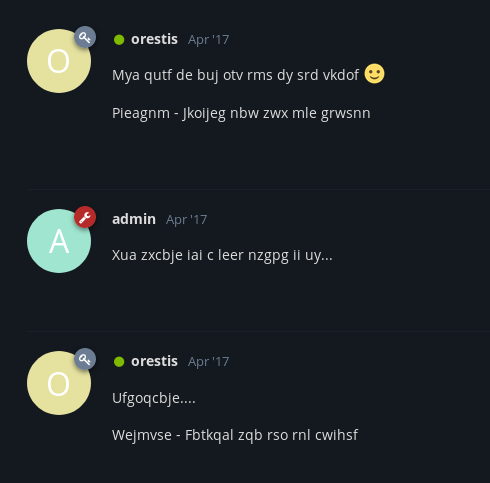 O
orestis Apr '17
Mya qutf de buj otv rms dy srd vkdof 🙂
Pieagnm - Jkoijeg nbw zwx mle grwsnn
A
admin Apr '17
Xua zxcbje iai c leer nzgpg ii uy...
O
orestis Apr '17
Ufgoqcbje....
Wejmvse - Fbtkqal zqb rso rnl cwihsf